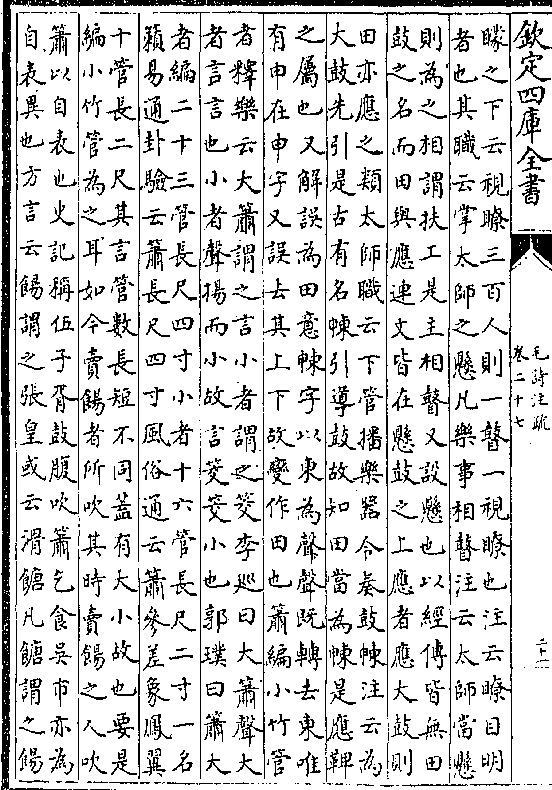 欽定四庫全書
毛詩注疏
卷二十七
二十一
矇之下云視瞭三百人則一瞽一視瞭也注云瞭目明
者也其職云掌太師之懸凡樂事相瞽注云太師當懸
則為之相謂扶工是主相瞽又設懸也以經傳皆無田
鼓之名而田與應連文皆在懸鼓之上應者應大鼓則
田亦應之類太師職云下管播樂器令奏鼓朄注云為
大鼓先引是古有名朄引導鼓故知田當為朄是應鞞
之屬也又解誤為田意朄字以柬為聲聲既轉去柬唯
有申在申字又誤去其上下故變作田也簫編小竹管
者釋樂云大簫謂之言小者謂之筊李巡曰大簫聲大
者言言也小者聲揚而小故言筊筊小也郭璞曰簫大
者編二十三管長尺四寸小者十六管長尺二寸一名
籟易通卦驗云簫長尺四寸風俗通云簫參差象鳳翼
十管長二尺其言管數長短不同蓋有大小故也要是
編小竹管為之耳如今賣餳者所吹其時賣餳之人吹
簫以自表也史記稱伍子胥鼓腹吹簫乞食吳市亦為
自表異也方言云餳謂之張皇或云滑餹凡餹謂之餳